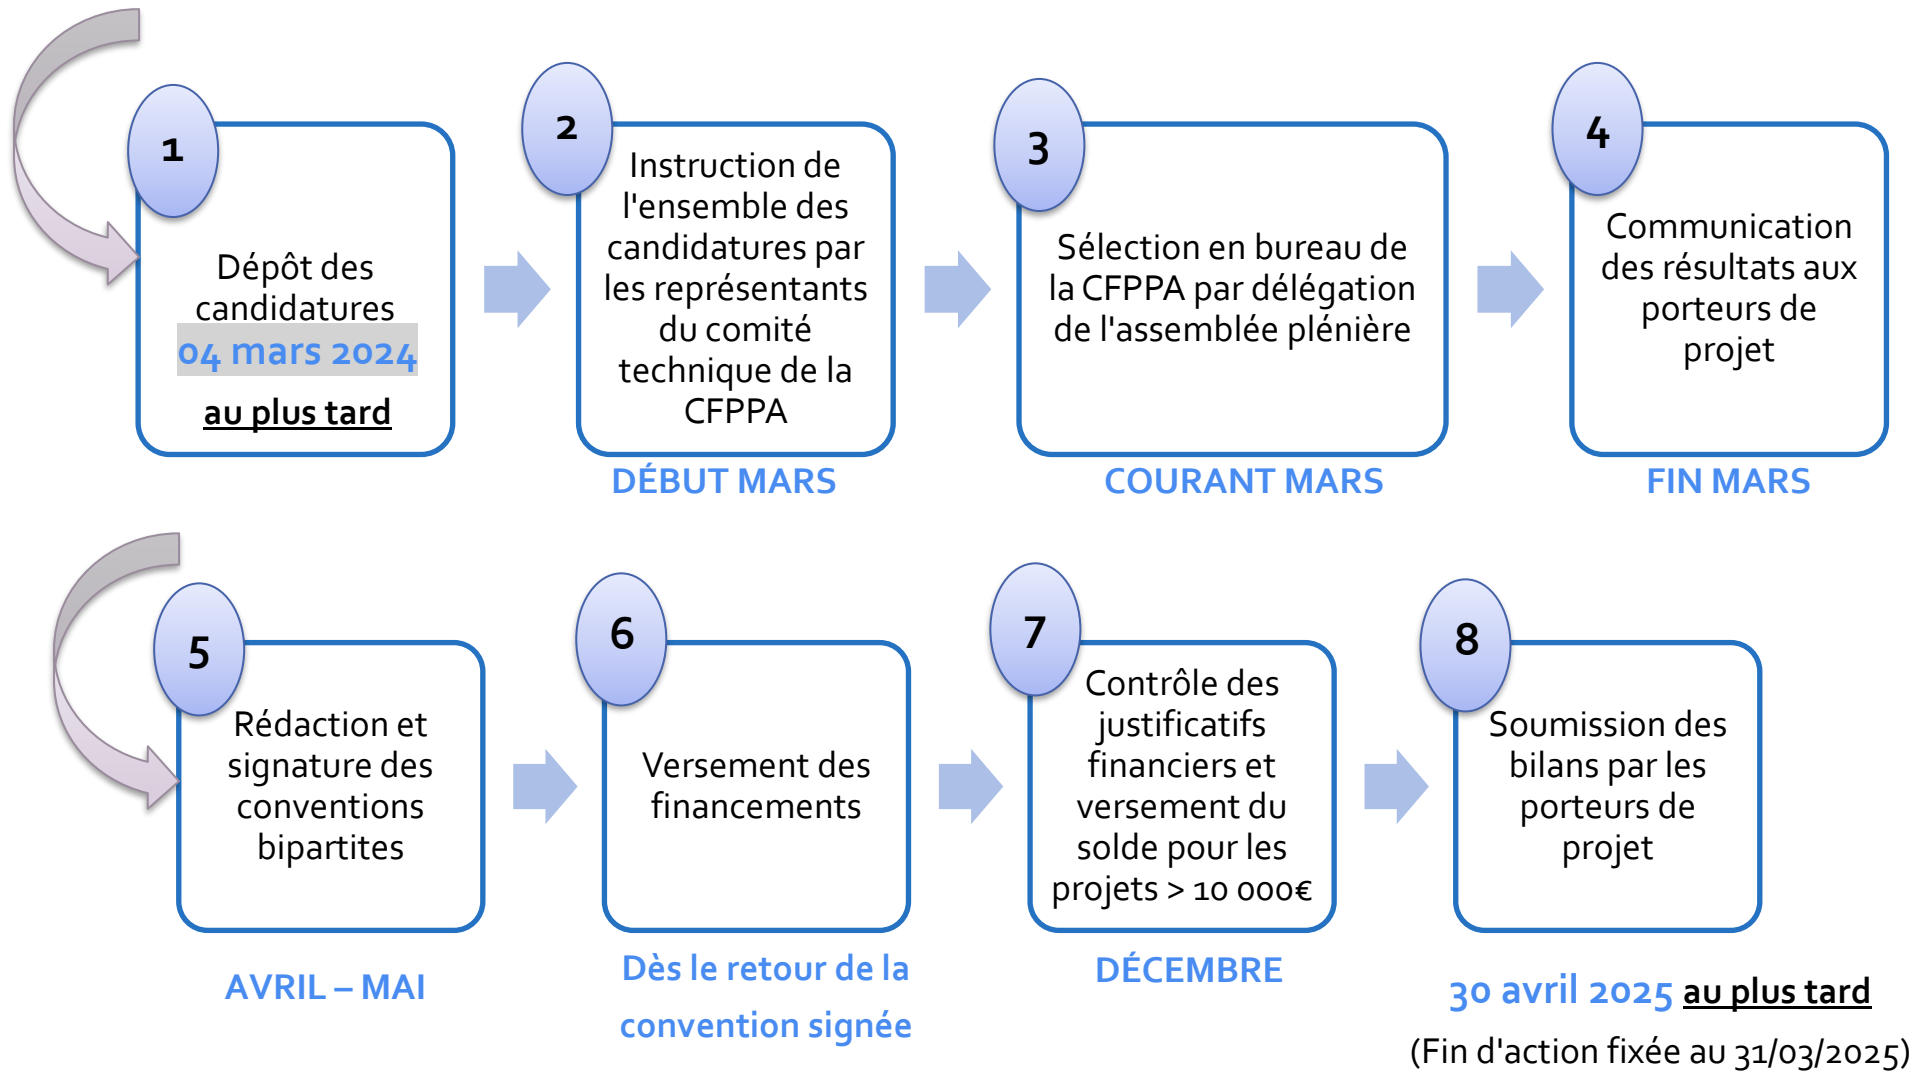 1
Dépôt des
candidatures
04 mars 2024
au plus tard
2
Instruction de
l'ensemble des
candidatures par
les représentants
du comité
technique de la
CFPPA
DÉBUT MARS
3
Sélection en bureau de
la CFPPA par délégation
de l'assemblée plénière
COURANT MARS
4
Communication
des résultats aux
porteurs de
projet
FIN MARS
5
Rédaction et
signature des
conventions
bipartites
AVRIL – MAI
6
Versement des
financements
Dès le retour de la
convention signée
7
Contrôle des
justificatifs
financiers et
versement du
solde pour les
projets > 10 000€
DÉCEMBRE
8
Soumission des
bilans par les
porteurs de
projet
30 avril 2025 au plus tard
(Fin d'action fixée au 31/03/2025)